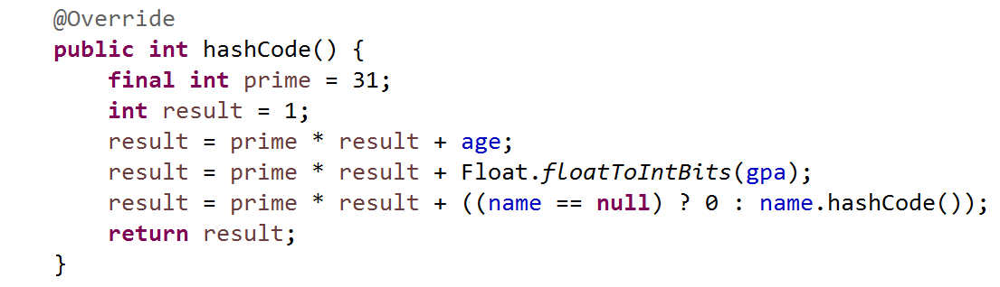 @Override
public int hashCode() {
    final int prime = 31;
    int result = 1;
    result = prime * result + age;
    result = prime * result + Float.floatToIntBits(gpa);
    result = prime * result + ((name == null) ? 0 : name.hashCode());
    return result;
}